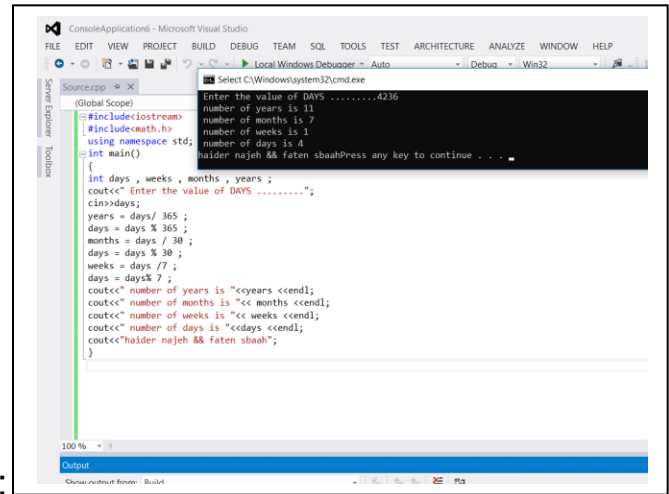 ConsoleApplication6 - Microsoft Visual Studio
FILE EDIT VIEW PROJECT BUILD DEBUG TEAM SQL TOOLS TEST ARCHITECTURE ANALYZE WINDOW HELP
Local Windows Debugger Auto Debug Win32
Server Explorer
Toolbox
Source.cpp
(Global Scope)
Select C:\Windows\system32\cmd.exe
Enter the value of DAYS .........4236
number of years is 11
number of months is 7
number of weeks is 1
number of days is 4
haider najeh && faten sbaahPress any key to continue . . .
#include<iostream>
#include<math.h>
using namespace std;
int main()
{
int days , weeks , months , years ;
cout<<" Enter the value of DAYS .........";
cin>>days;
years = days/ 365 ;
days = days % 365 ;
months = days / 30 ;
days = days % 30 ;
weeks = days /7 ;
days = days% 7 ;
cout<<" number of years is "<<years <<endl;
cout<<" number of months is "<< months <<endl;
cout<<" number of weeks is "<< weeks <<endl;
cout<<" number of days is "<<days <<endl;
cout<<"haider najeh && faten sbaah";
}
100 %
Output
Show output from: Build
: